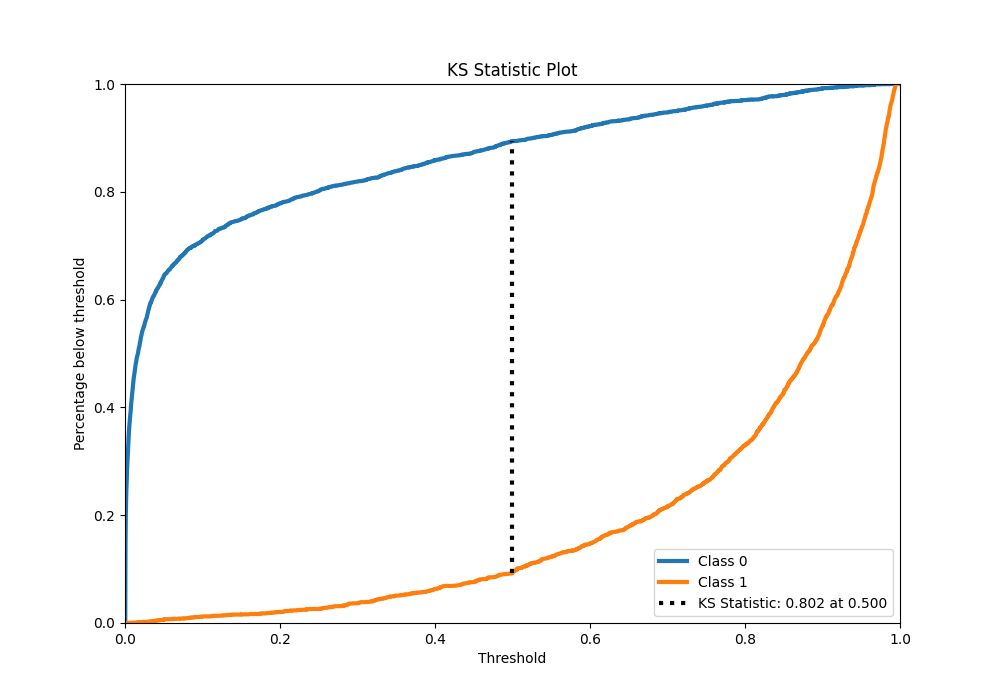 KS Statistic Plot
1.0
0.8
0.6
0.4
0.2
0.0
Percentage below threshold
0.0 0.2 0.4 0.6 0.8 1.0
Threshold
Class 0
Class 1
KS Statistic: 0.802 at 0.500